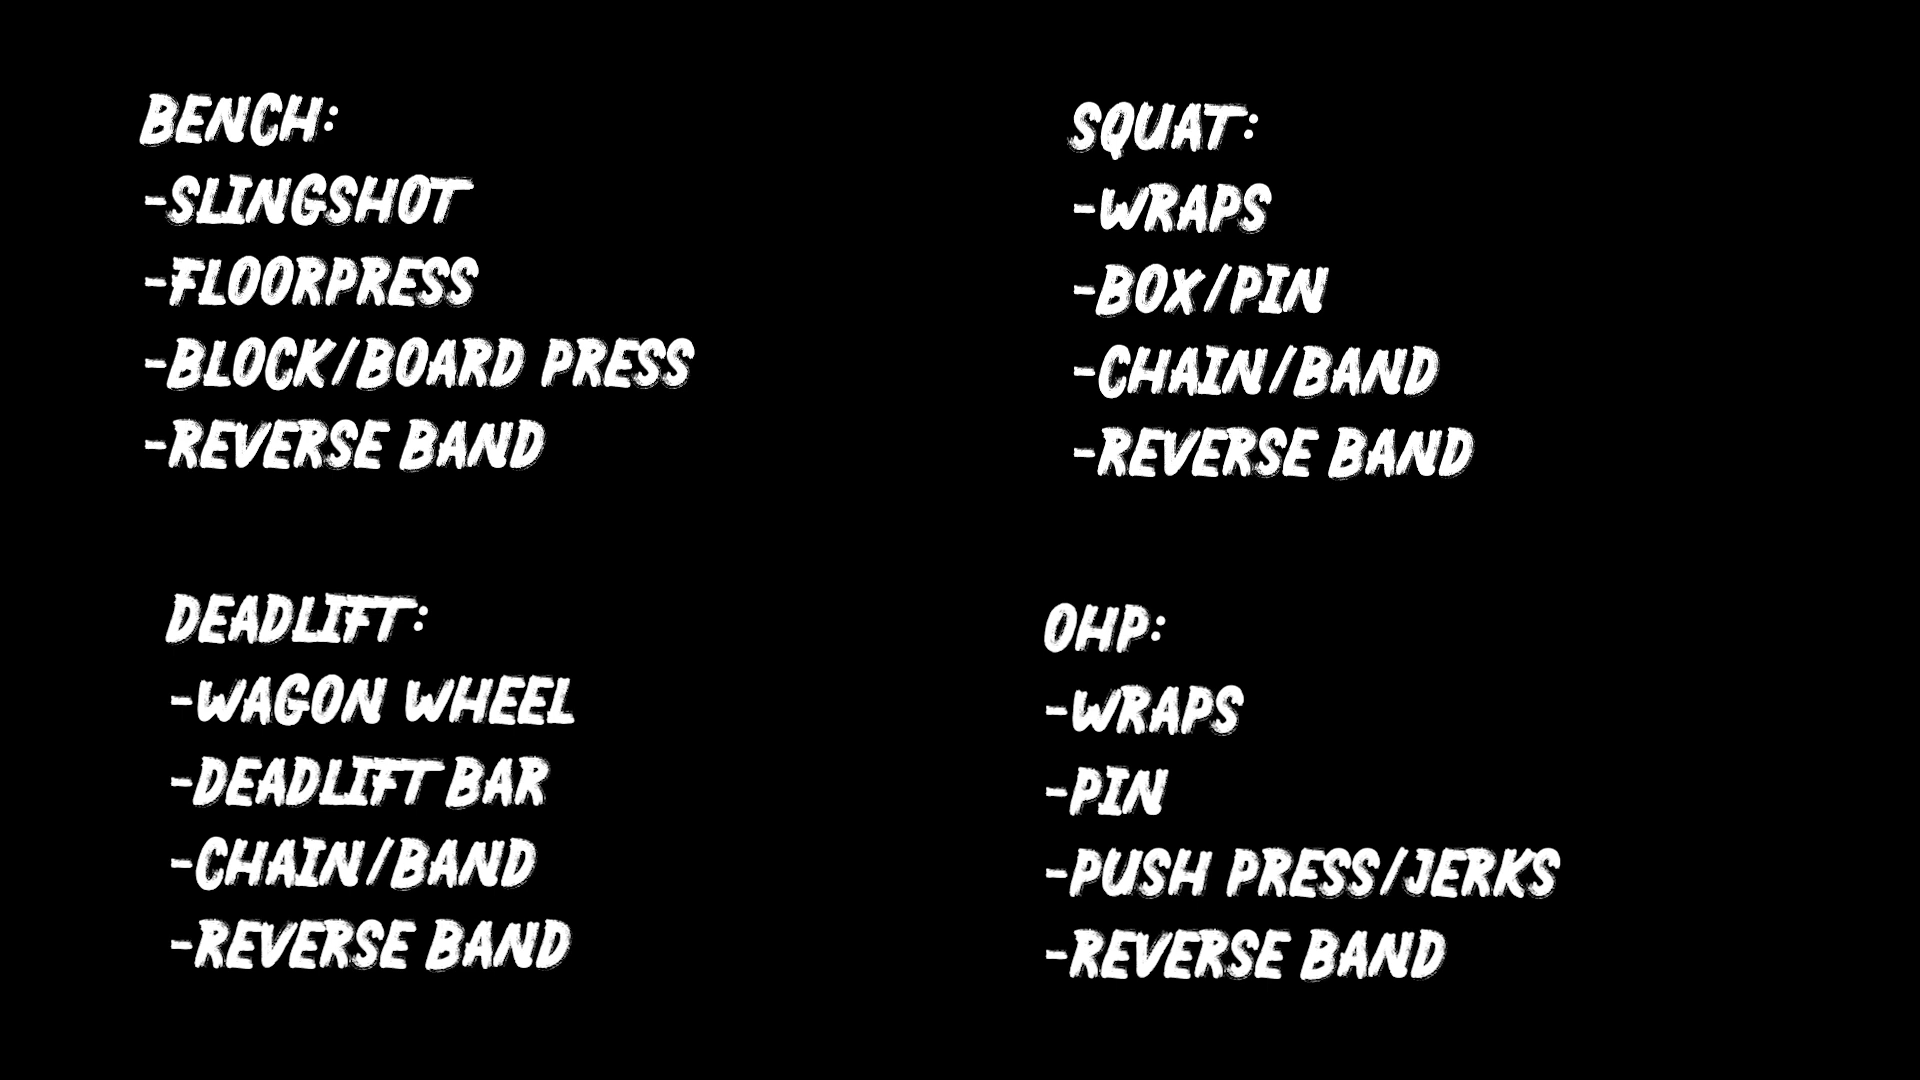 BENCH:
-SLINGSHOT
-FLOORPRESS
-BLOCK/BOARD PRESS
-REVERSE BAND
SQUAT:
-WRAPS
-BOX/PIN
-CHAIN/BAND
-REVERSE BAND
DEADLIFT:
-WAGON WHEEL
-DEADLIFT BAR
-CHAIN/BAND
-REVERSE BAND
OHP:
-WRAPS
-PIN
-PUSH PRESS/JERKS
-REVERSE BAND